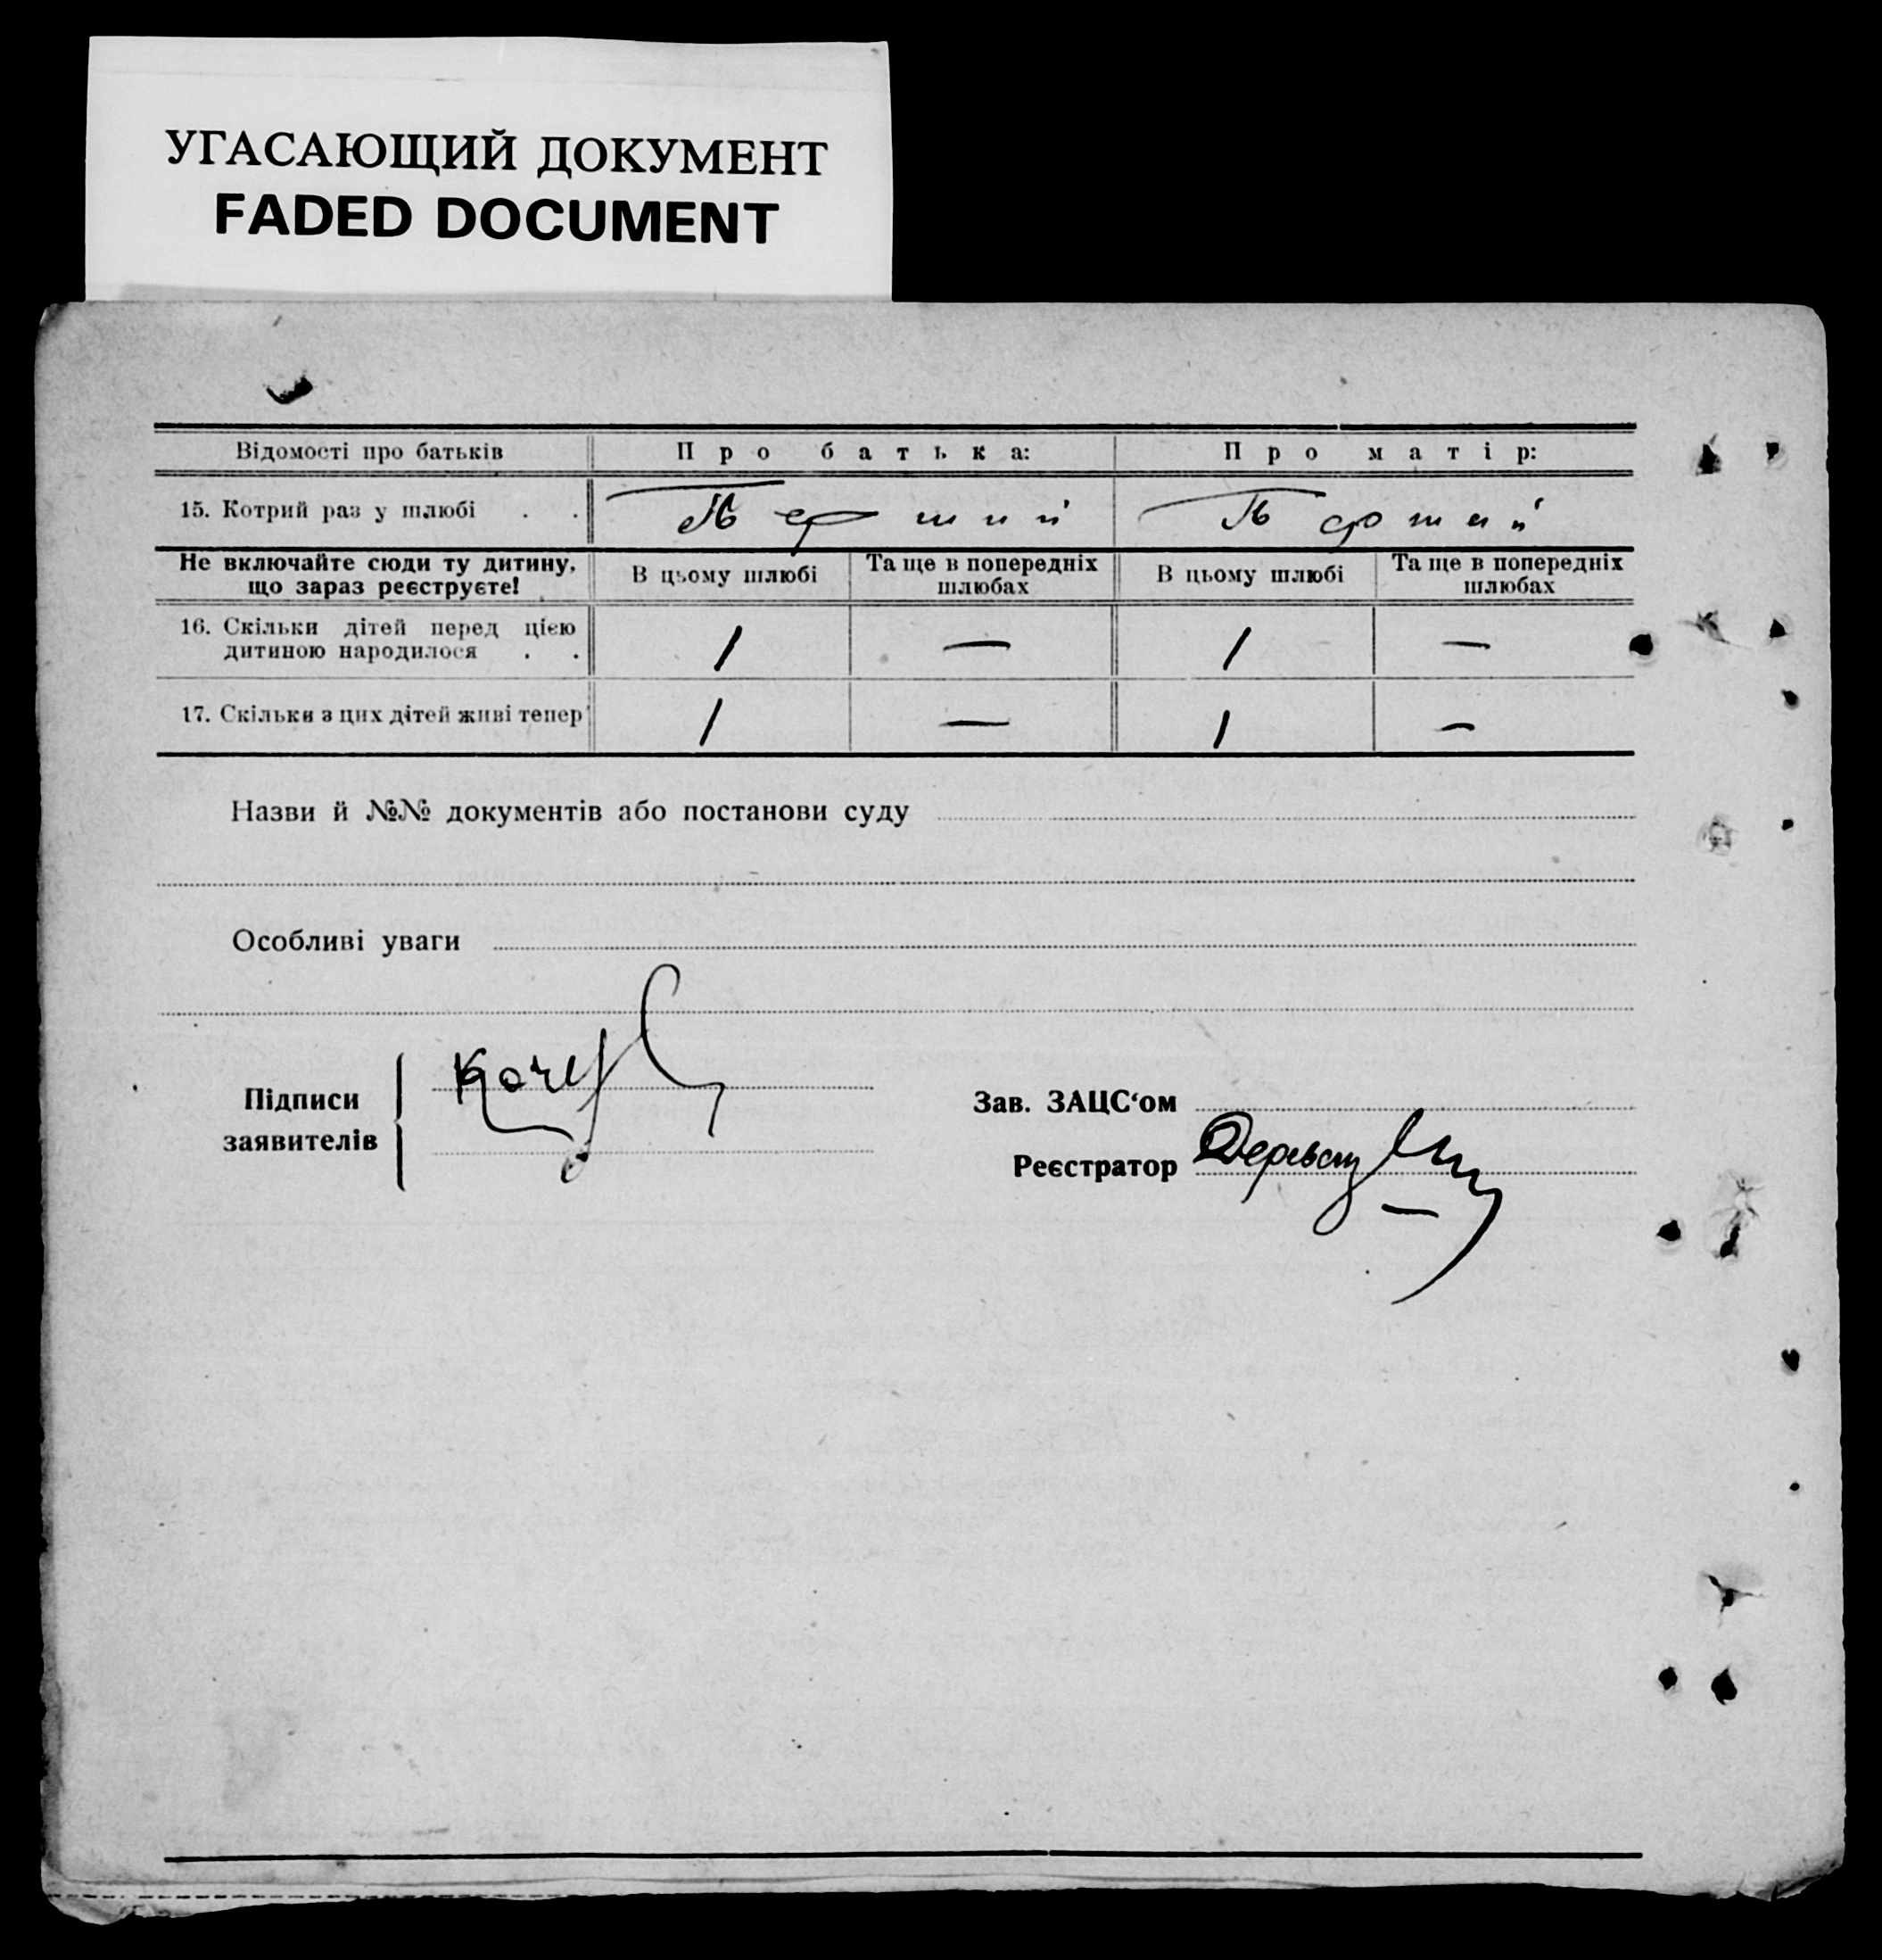 УГАСАЮЩИЙ ДОКУМЕНТ
FADED DOCUMENT
Відомості про батьків Про батька: Про матір:
15. Котрий раз у шлюбі . . Перший Перший
Не включайте сюди ту дитину, що зараз реєструєте! В цьому шлюбі Та ще в попередніх шлюбах В цьому шлюбі Та ще в попередніх шлюбах
16. Скільки дітей перед цією дитиною народилося . . 1 — 1 —
17. Скільки з цих дітей живі тепер 1 — 1 —
Назви й №№ документів або постанови суду
Особливі уваги
Підписи заявителів
Зав. ЗАЦС‘ом
Реєстратор